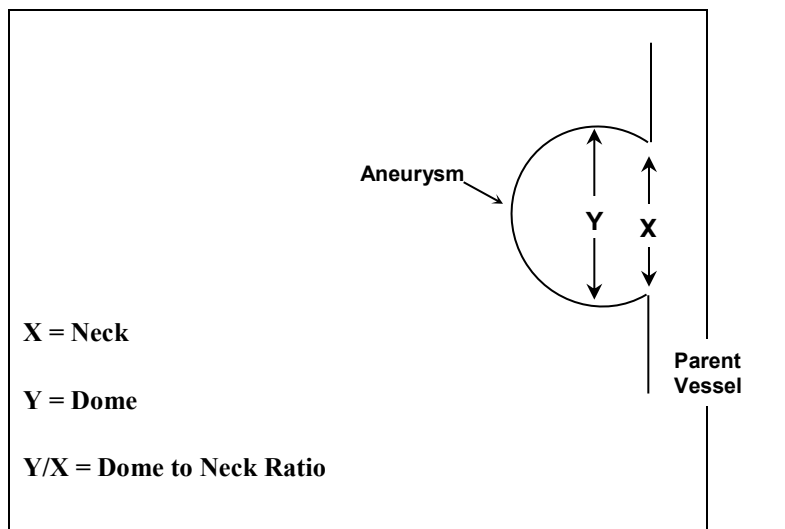 Aneurysm
Y
X
X = Neck
Y = Dome
Y/X = Dome to Neck Ratio
Parent
Vessel